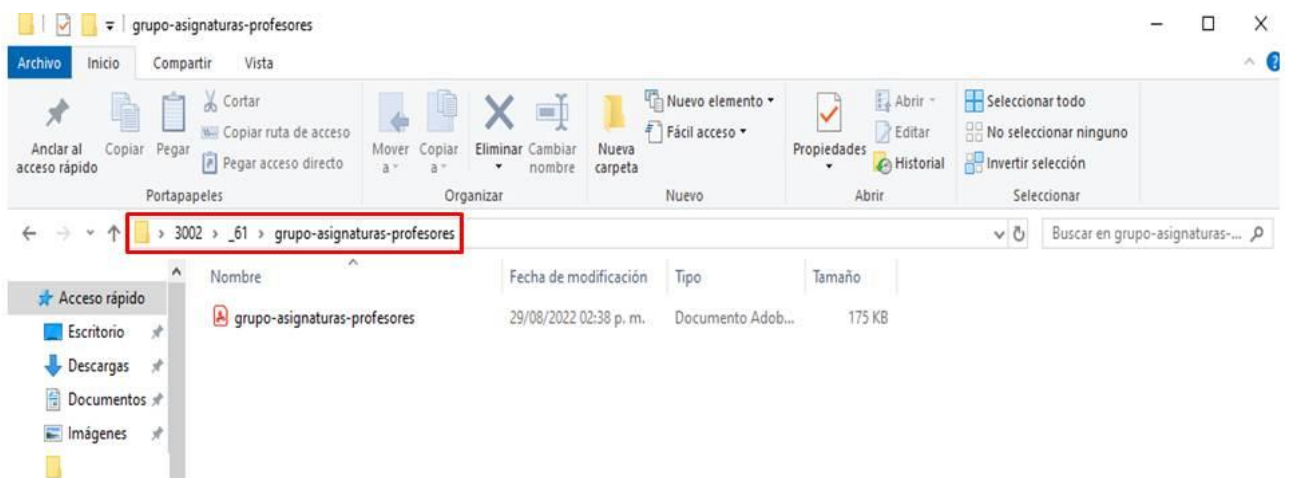 grupo-asignaturas-profesores
Archivo Inicio Compartir Vista
Anclar al acceso rápido
Copiar
Pegar
Cortar
Copiar ruta de acceso
Pegar acceso directo
Portapapeles
Mover a
Copiar a
Eliminar
Cambiar nombre
Organizar
Nueva carpeta
Nuevo elemento
Fácil acceso
Nuevo
Propiedades
Abrir
Editar
Historial
Abrir
Seleccionar todo
No seleccionar ninguno
Invertir selección
Seleccionar
> 3002 > _61 > grupo-asignaturas-profesores
Buscar en grupo-asignaturas-...
Nombre Fecha de modificación Tipo Tamaño
grupo-asignaturas-profesores 29/08/2022 02:38 p. m. Documento Adob... 175 KB
Acceso rápido
Escritorio
Descargas
Documentos
Imágenes